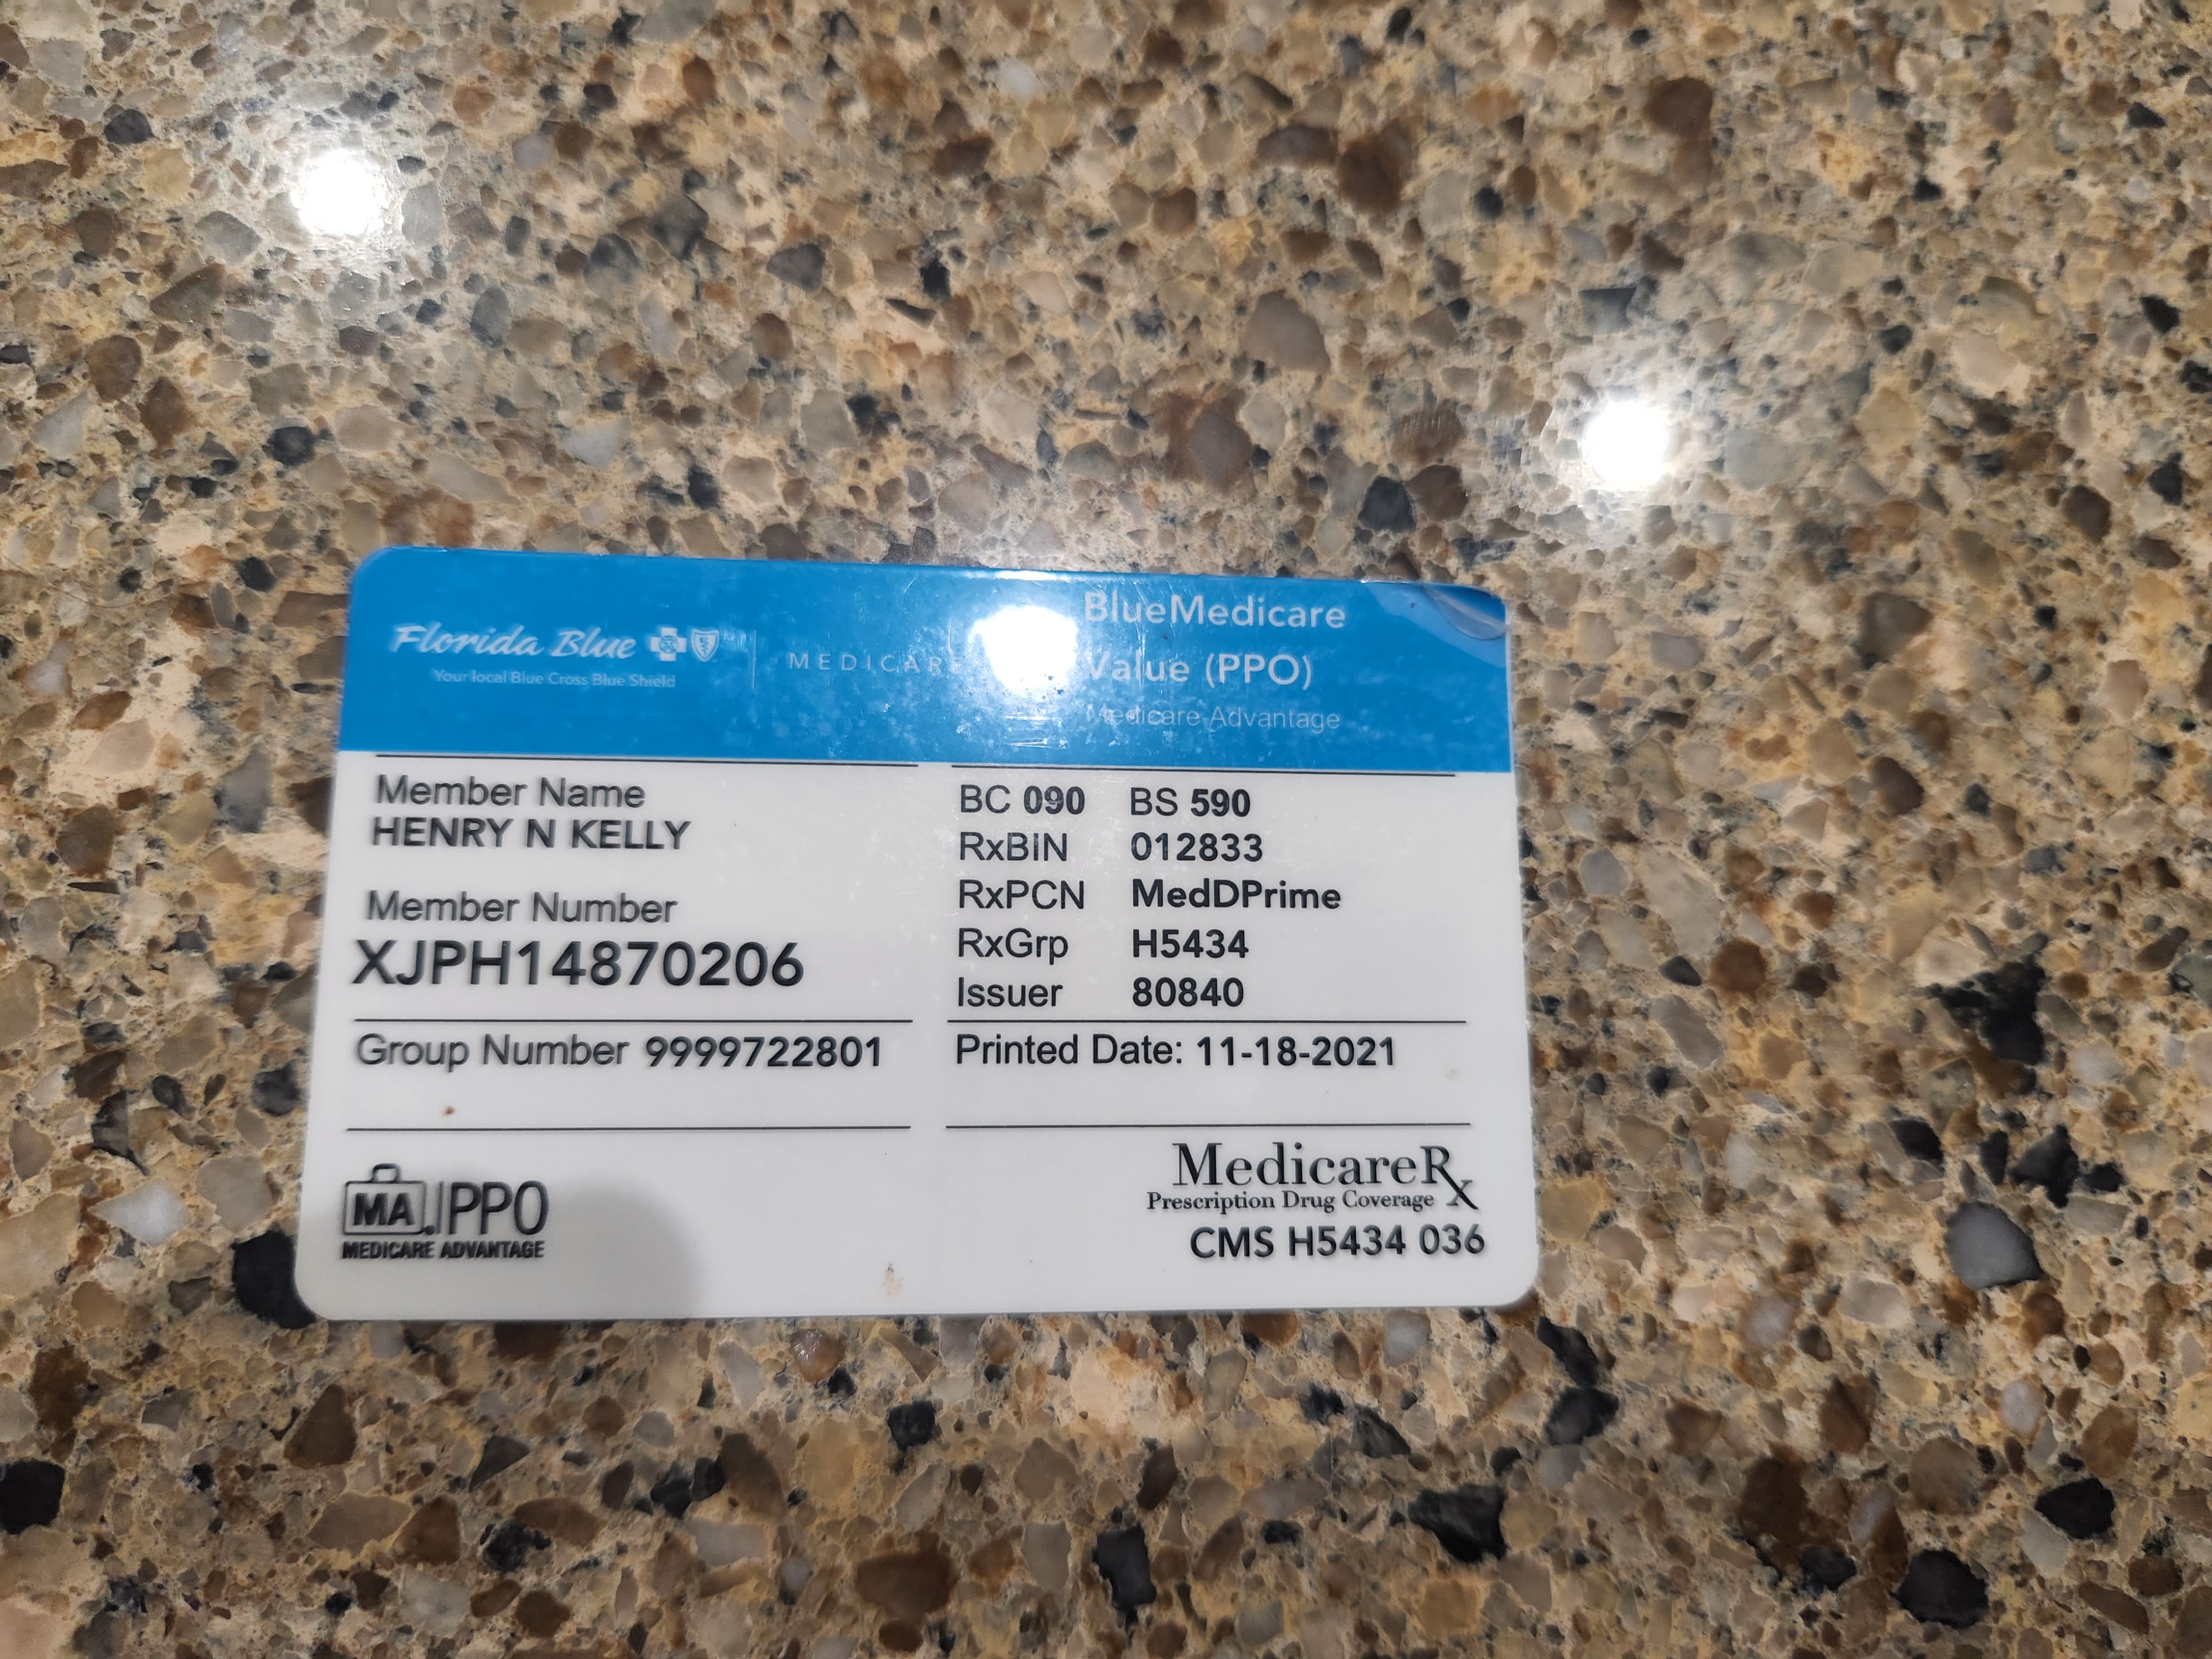 Florida Blue MEDICARE
Your local Blue Cross Blue Shield
BlueMedicare
Value (PPO)
Medicare Advantage
Member Name
HENRY N KELLY
Member Number
XJPH14870206
Group Number 9999722801
BC 090 BS 590
RxBIN 012833
RxPCN MedDPrime
RxGrp H5434
Issuer 80840
Printed Date: 11-18-2021
MA PPO
MEDICARE ADVANTAGE
MedicareRx
Prescription Drug Coverage
CMS H5434 036